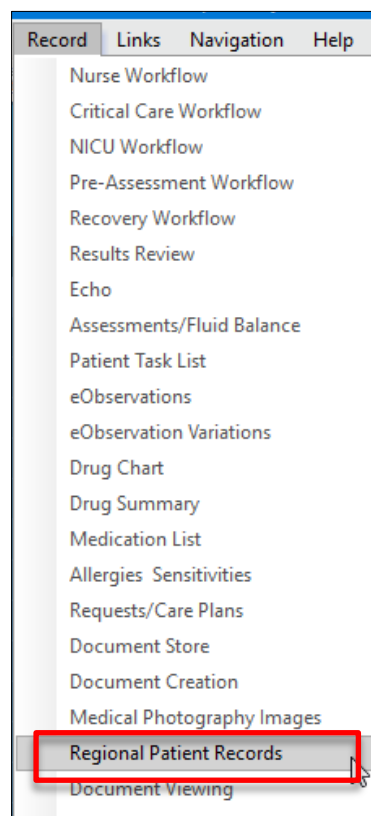 Record Links Navigation Help
Nurse Workflow
Critical Care Workflow
NICU Workflow
Pre-Assessment Workflow
Recovery Workflow
Results Review
Echo
Assessments/Fluid Balance
Patient Task List
eObservations
eObservation Variations
Drug Chart
Drug Summary
Medication List
Allergies Sensitivities
Requests/Care Plans
Document Store
Document Creation
Medical Photography Images
Regional Patient Records
Document Viewing